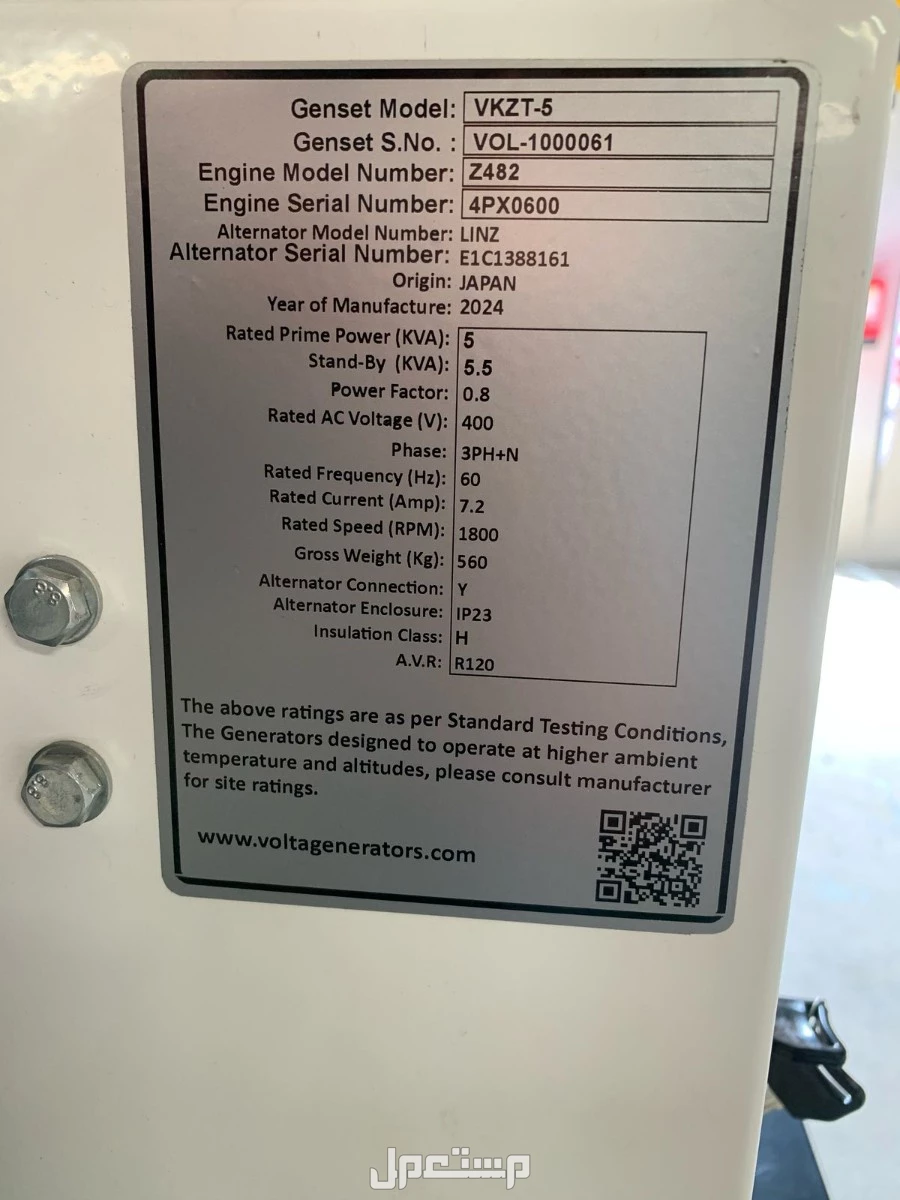 Genset Model: VKZT-5
Genset S.No. : VOL-1000061
Engine Model Number: Z482
Engine Serial Number: 4PX0600
Alternator Model Number: LINZ
Alternator Serial Number: E1C1388161
Origin: JAPAN
Year of Manufacture: 2024
Rated Prime Power (KVA): 5
Stand-By (KVA): 5.5
Power Factor: 0.8
Rated AC Voltage (V): 400
Phase: 3PH+N
Rated Frequency (Hz): 60
Rated Current (Amp): 7.2
Rated Speed (RPM): 1800
Gross Weight (Kg): 560
Alternator Connection: Y
Alternator Enclosure: IP23
Insulation Class: H
A.V.R: R120
The above ratings are as per Standard Testing Conditions,
The Generators designed to operate at higher ambient
temperature and altitudes, please consult manufacturer
for site ratings.
www.voltagenerators.com
8.8
8.8
مستعمل